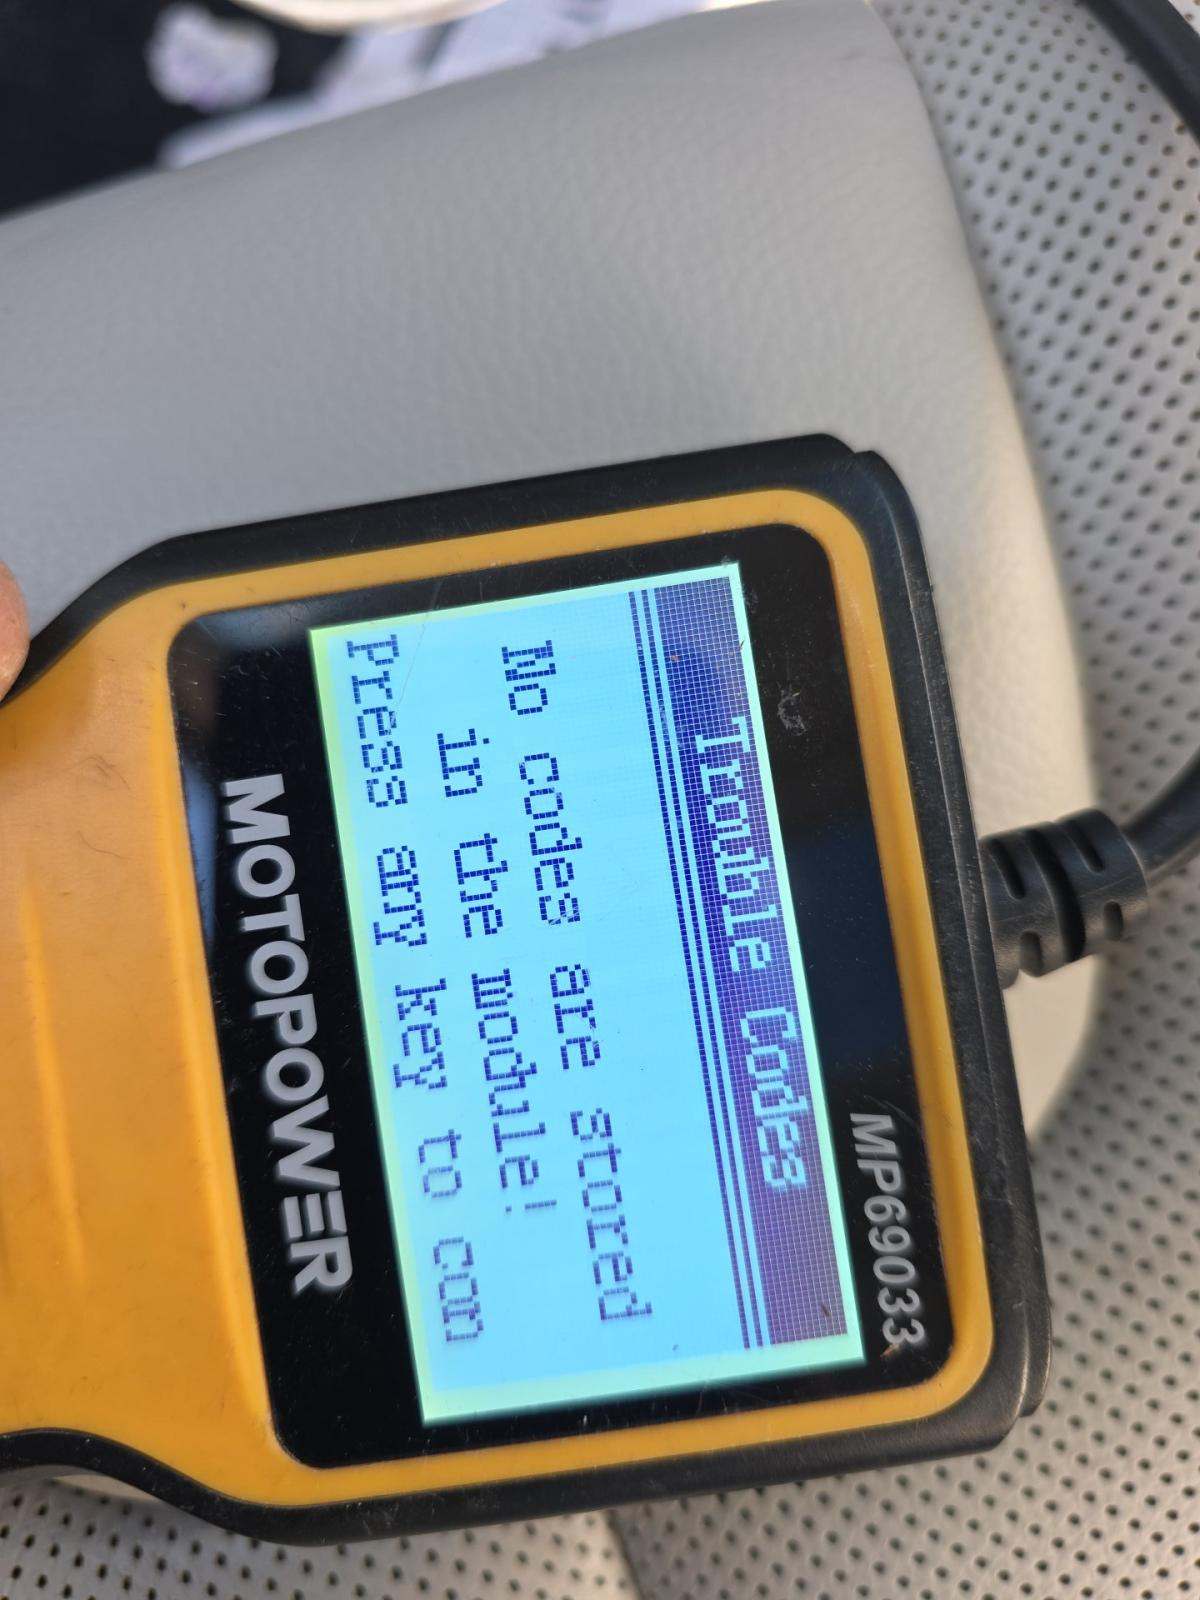 MP69033
Trouble Codes
No codes are stored
in the module!
Press any key to con
MOTOPOWER